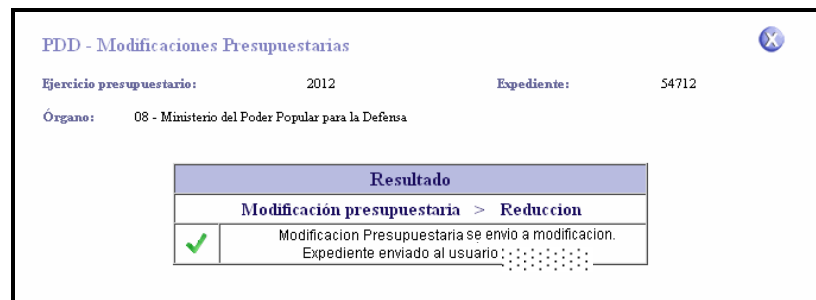 PDD - Modificaciones Presupuestarias
Ejercicio presupuestario: 2012 Expediente: 54712
Órgano: 08 - Ministerio del Poder Popular para la Defensa
Resultado
Modificación presupuestaria > Reduccion
Modificacion Presupuestaria se envio a modificacion.
Expediente enviado al usuario